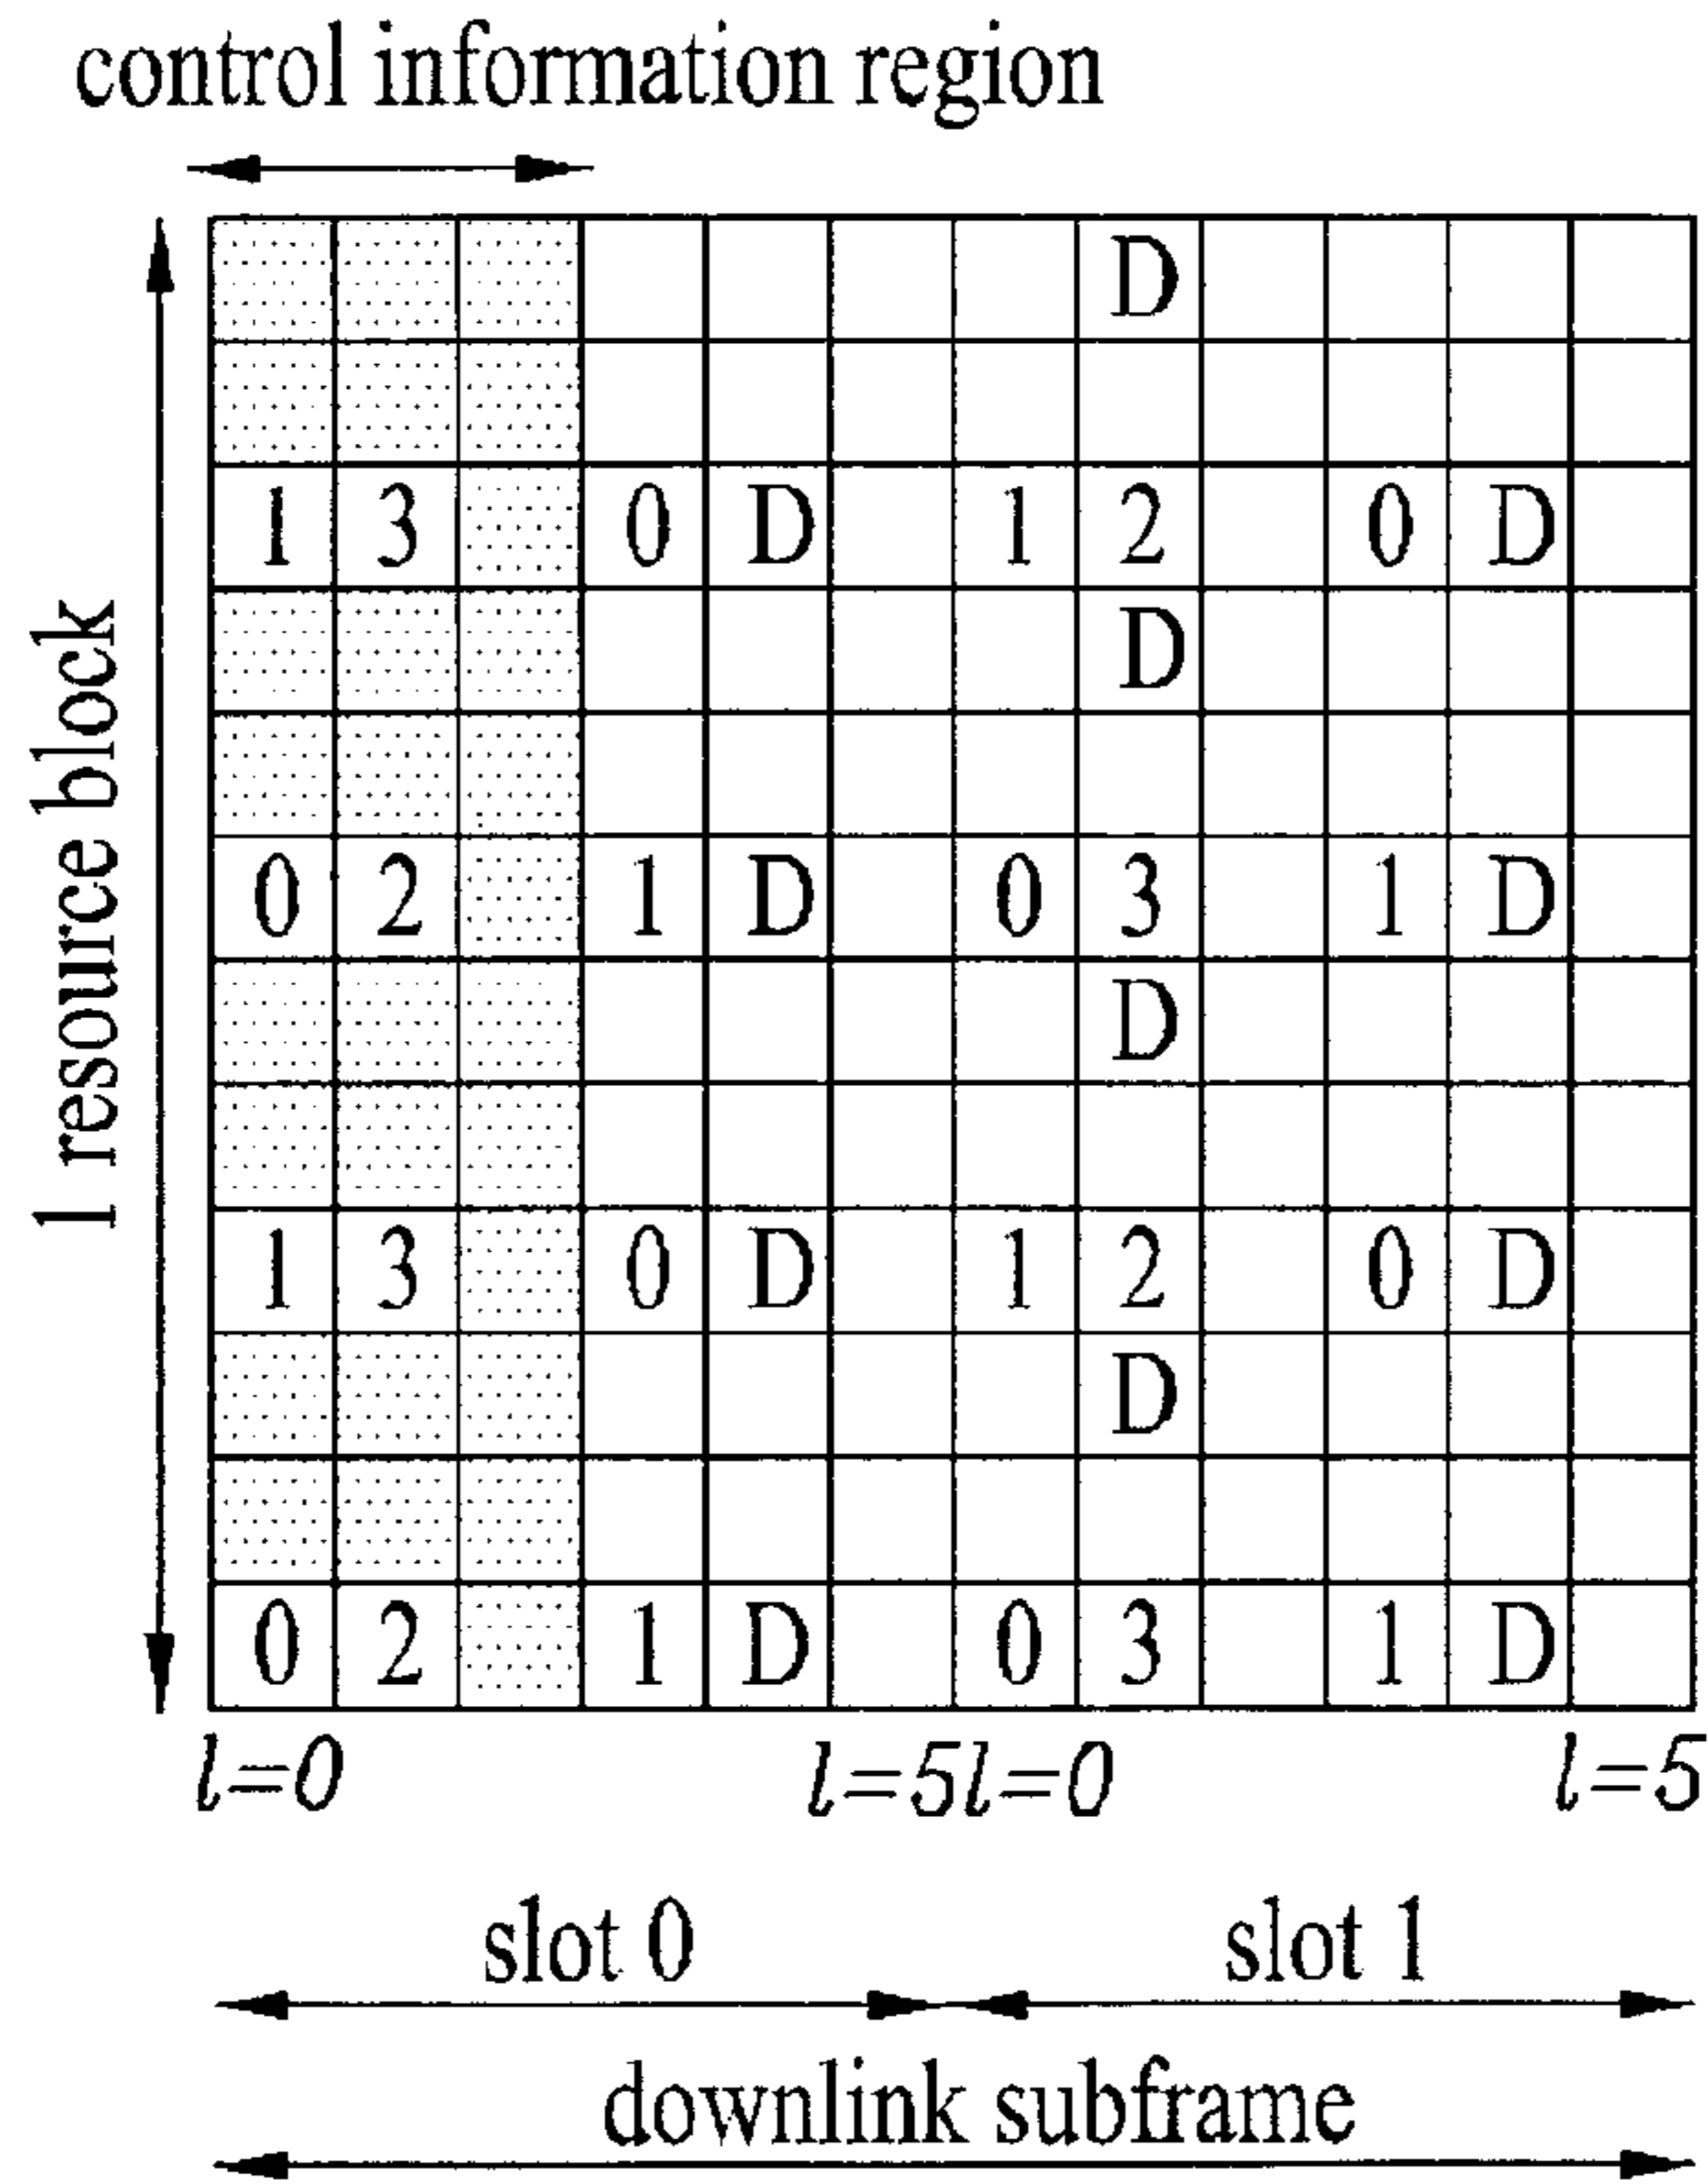 control information region
1 resource block
D
1 3 0 D 1 2 0 D
D
0 2 1 D 0 3 1 D
D
1 3 0 D 1 2 0 D
D
0 2 1 D 0 3 1 D
l=0 l=5 l=0 l=5
slot 0 slot 1
downlink subframe